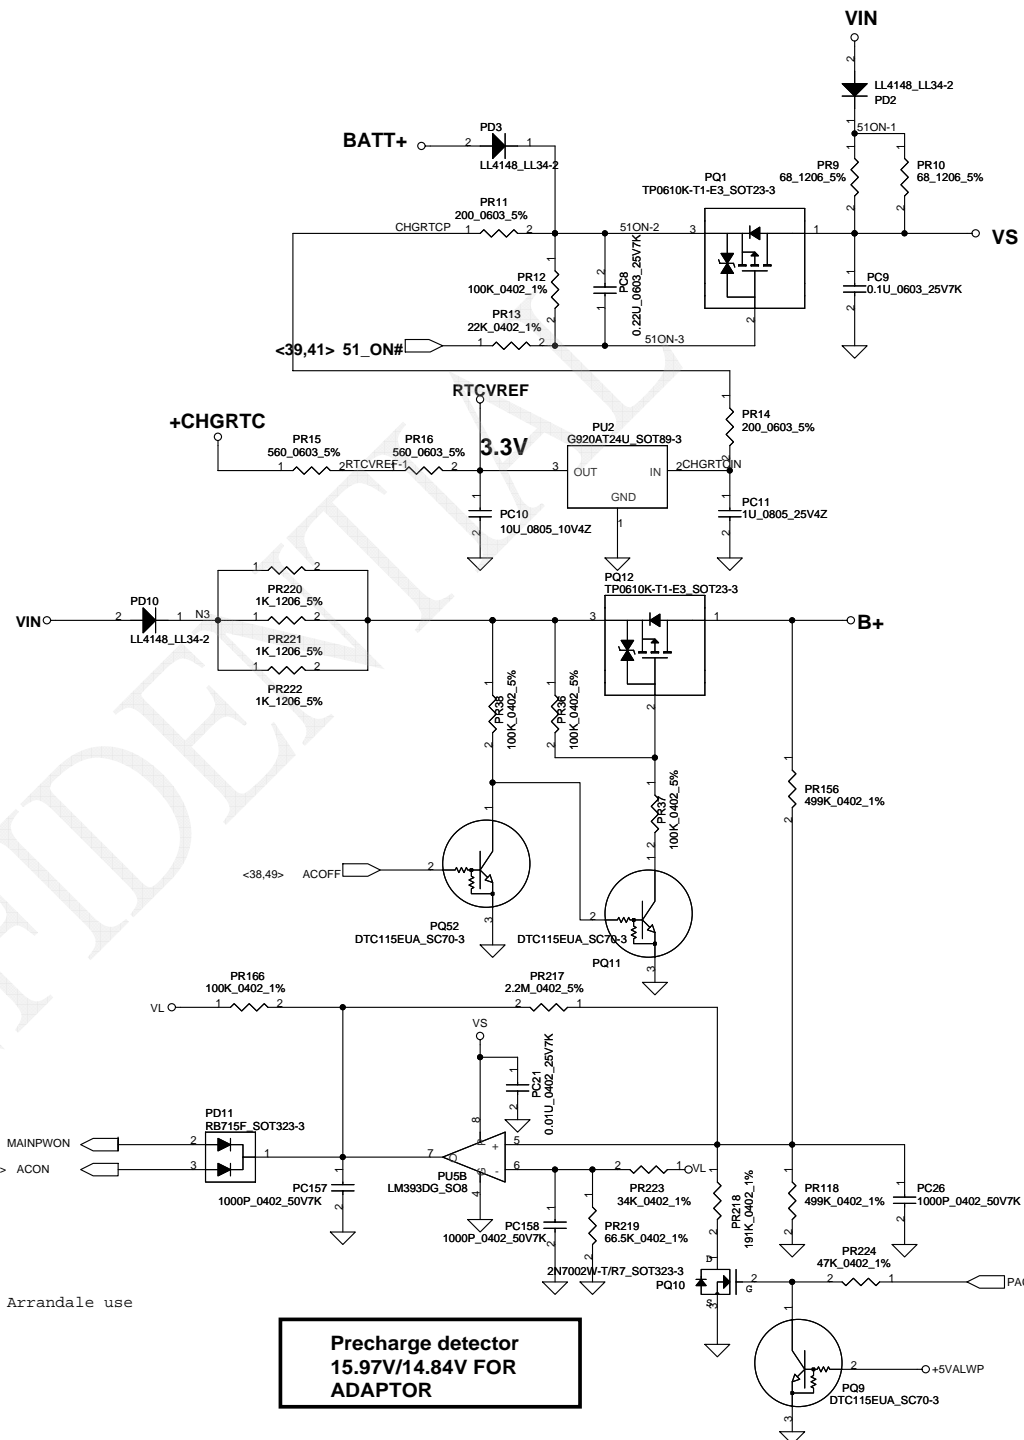 VIN
LL4148_LL34-2
PD2
51ON-1
BATT+
PD3
LL4148_LL34-2
PR9
68_1206_5%
PR10
68_1206_5%
PQ1
TP0610K-T1-E3_SOT23-3
PR11
200_0603_5%
CHGRTCP
51ON-2
VS
PR12
100K_0402_1%
PC8
0.22U_0603_25V7K
PC9
0.1U_0603_25V7K
PR13
22K_0402_1%
<39,41> 51_ON#
51ON-3
RTCVREF
+CHGRTC
PR14
200_0603_5%
PR15
560_0603_5%
PR16
560_0603_5%
RTCVREF-1
3.3V
PU2
G920AT24U_SOT89-3
OUT
IN
GND
CHGRTCIN
PC10
10U_0805_10V4Z
PC11
1U_0805_25V4Z
PQ12
TP0610K-T1-E3_SOT23-3
PD10
LL4148_LL34-2
VIN
N3
PR220
1K_1206_5%
PR221
1K_1206_5%
PR222
1K_1206_5%
B+
PR38
100K_0402_5%
PR36
100K_0402_5%
PR37
100K_0402_5%
PR156
499K_0402_1%
<38,49> ACOFF
PQ52
DTC115EUA_SC70-3
DTC115EUA_SC70-3
PQ11
PR166
100K_0402_1%
PR217
2.2M_0402_5%
VL
VS
PC21
0.01U_0402_25V7K
PD11
RB715F_SOT323-3
MAINPWON
> ACON
PC157
1000P_0402_50V7K
PU5B
LM393DG_SO8
PC158
1000P_0402_50V7K
PR219
66.5K_0402_1%
PR223
34K_0402_1%
VL
PR218
191K_0402_1%
PR118
499K_0402_1%
PC26
1000P_0402_50V7K
2N7002W-T/R7_SOT323-3
PQ10
D
G
S
PR224
47K_0402_1%
PAC
Arrandale use
Precharge detector
15.97V/14.84V FOR
ADAPTOR
+5VALWP
PQ9
DTC115EUA_SC70-3